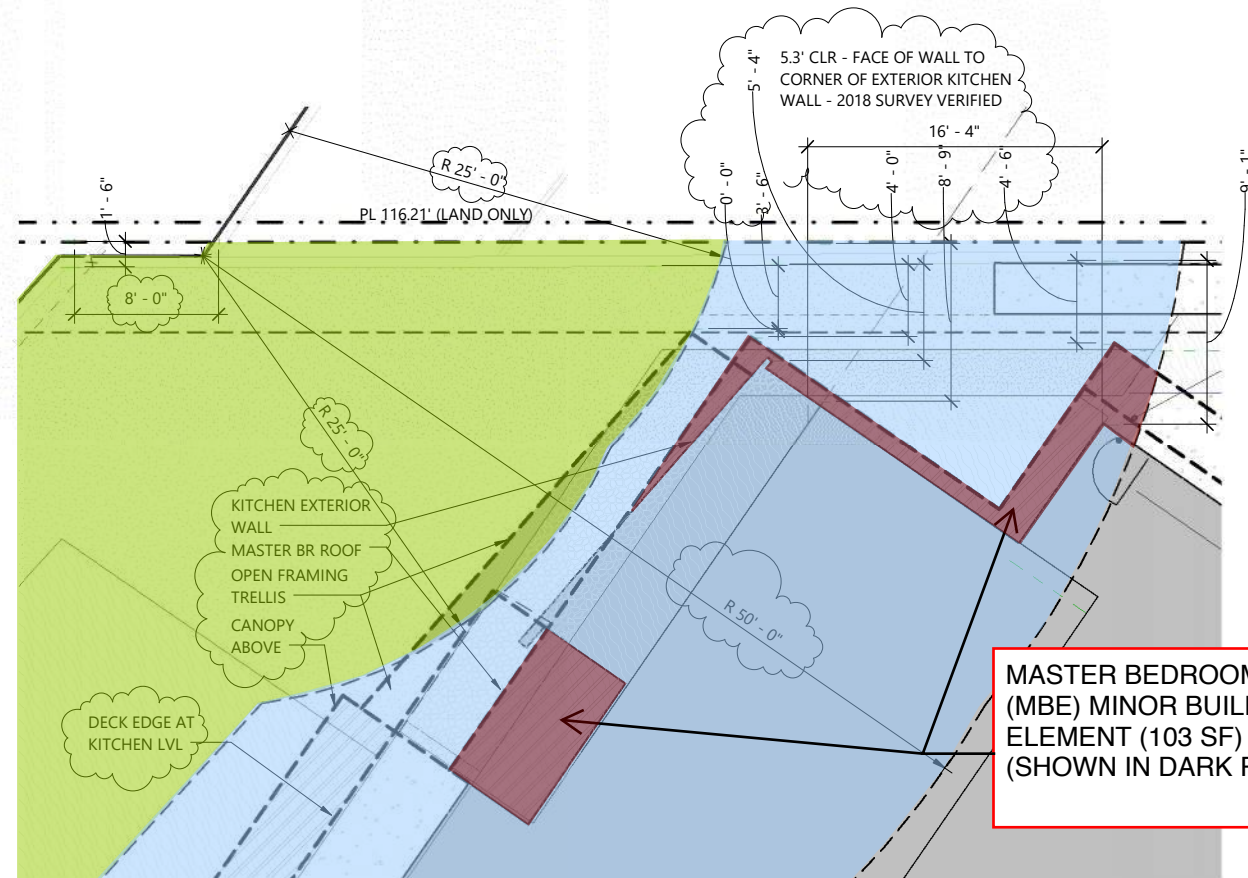 5.3' CLR - FACE OF WALL TO
CORNER OF EXTERIOR KITCHEN
WALL - 2018 SURVEY VERIFIED
5' - 4"
16' - 4"
R 25' - 0"
PL 116.21' (LAND ONLY)
1' - 6"
8' - 0"
0' - 0"
3' - 6"
4' - 0"
8' - 9"
4' - 6"
9' - 1"
R 25' - 0"
KITCHEN EXTERIOR
WALL
MASTER BR ROOF
OPEN FRAMING
TRELLIS
CANOPY
ABOVE
R 50' - 0"
DECK EDGE AT
KITCHEN LVL
MASTER BEDROOM
(MBE) MINOR BUIL
ELEMENT (103 SF)
(SHOWN IN DARK